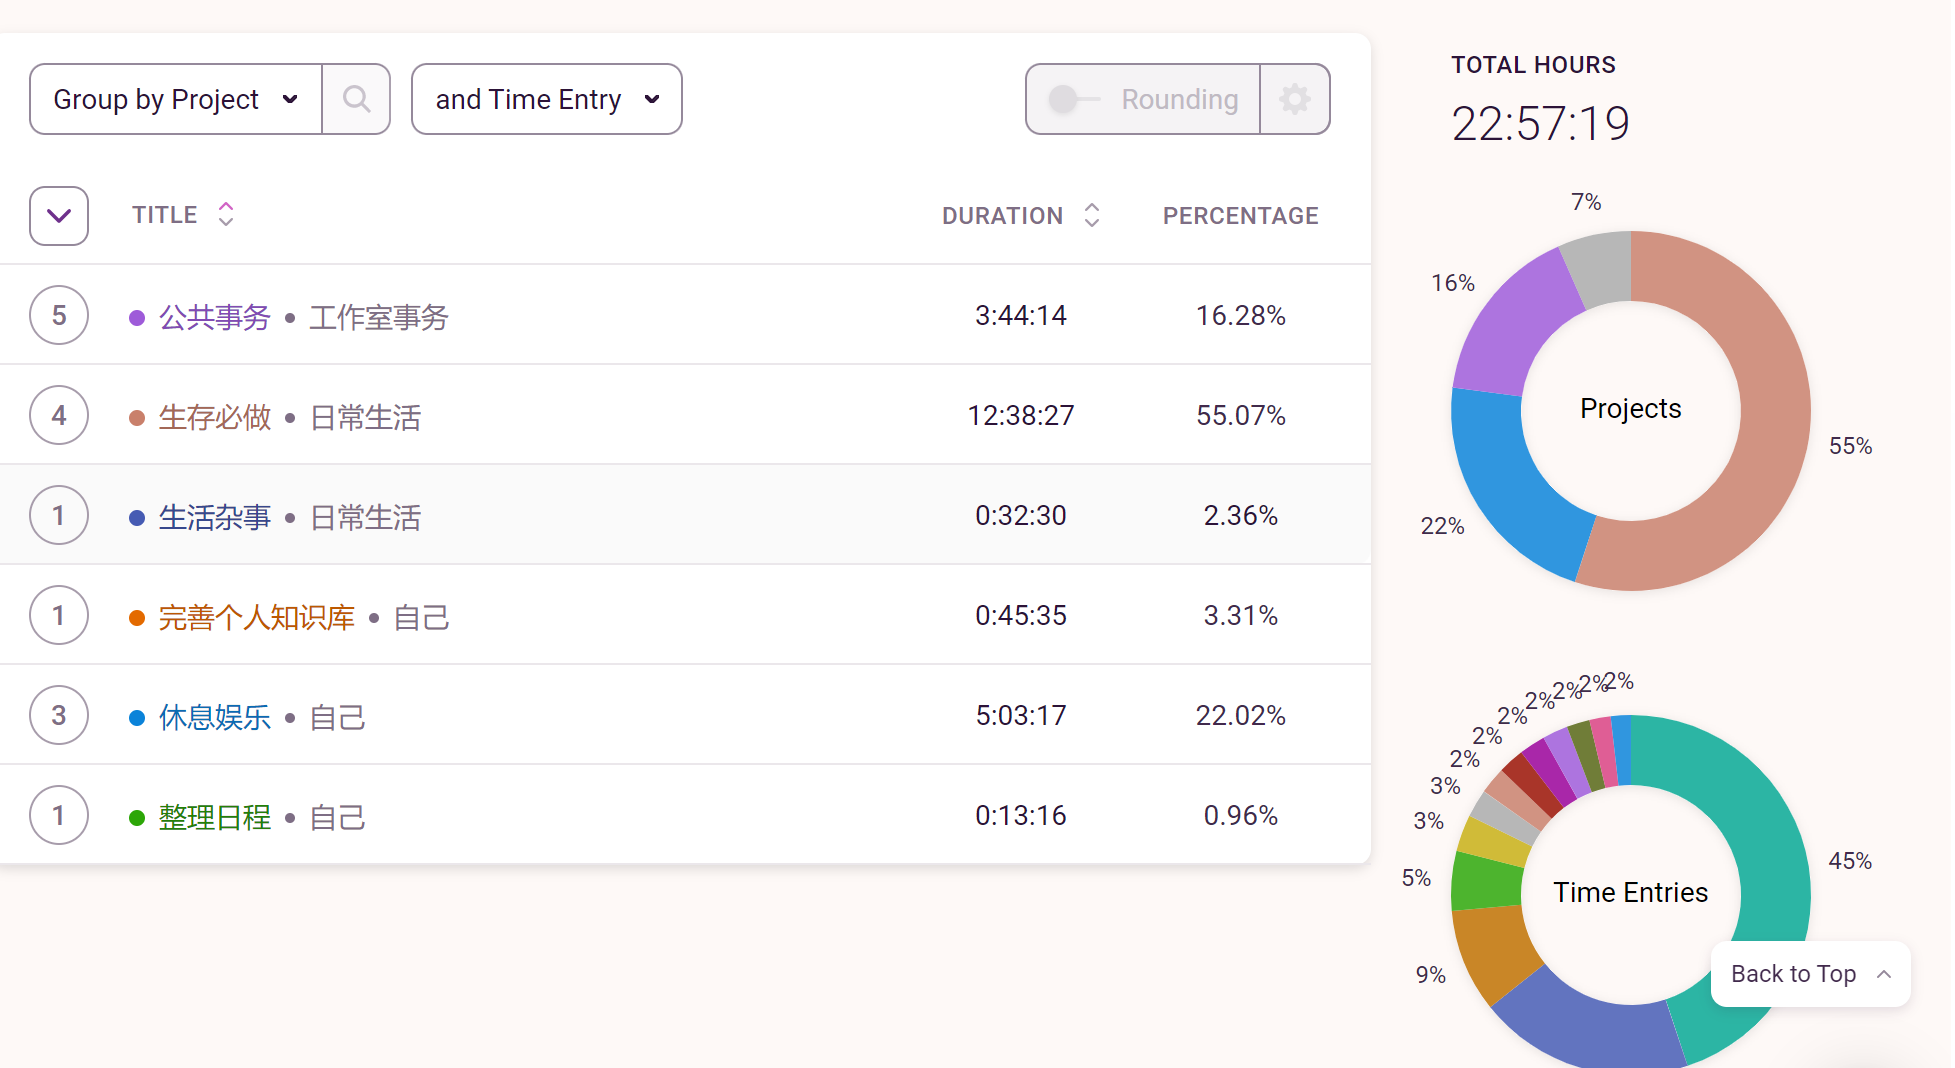 Group by Project
and Time Entry
Rounding
TITLE DURATION PERCENTAGE
5 公共事务 • 工作室事务 3:44:14 16.28%
4 生存必做 • 日常生活 12:38:27 55.07%
1 生活杂事 • 日常生活 0:32:30 2.36%
1 完善个人知识库 • 自己 0:45:35 3.31%
3 休息娱乐 • 自己 5:03:17 22.02%
1 整理日程 • 自己 0:13:16 0.96%
TOTAL HOURS
22:57:19
7%
16%
Projects
55%
22%
2%
2%
2%
2%
2%
2%
2%
3%
3%
5%
45%
Time Entries
9%
Back to Top